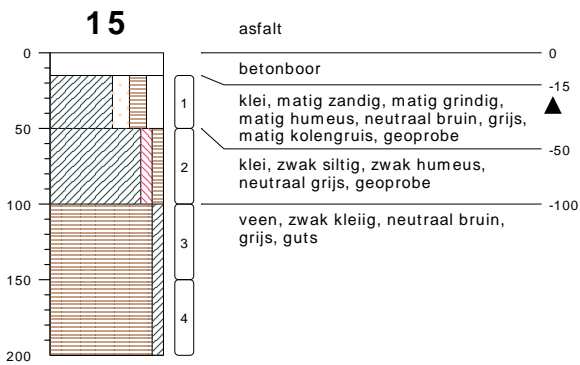 15
asfalt
0
0
betonboor
-15
1
klei, matig zandig, matig grindig,
matig humeus, neutraal bruin, grijs,
matig kolengruis, geoprobe
50
-50
2
klei, zwak siltig, zwak humeus,
neutraal grijs, geoprobe
100
-100
veen, zwak kleiig, neutraal bruin,
grijs, guts
3
150
4
200